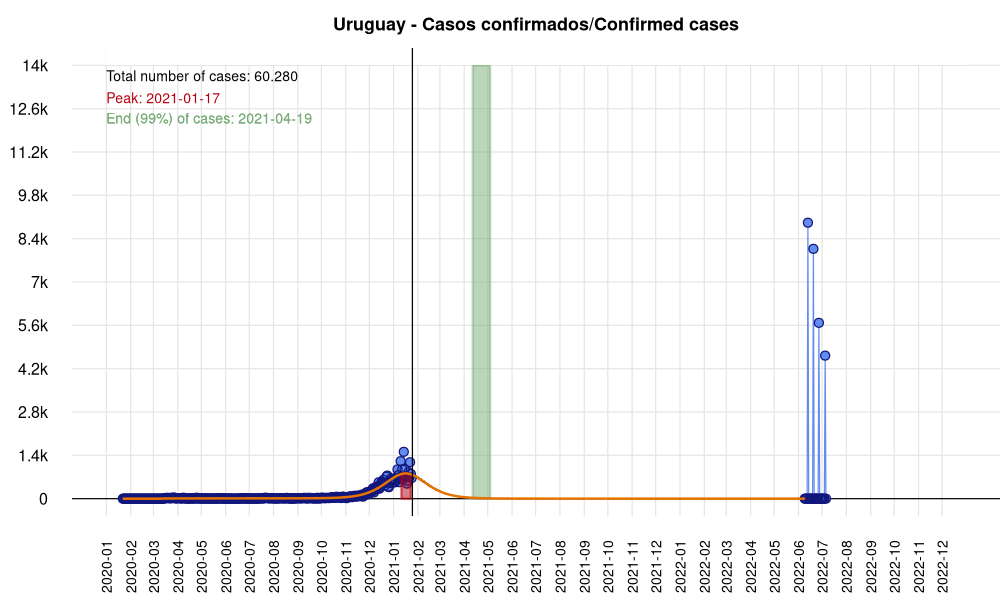 Uruguay - Casos confirmados/Confirmed cases
Total number of cases: 60.280
Peak: 2021-01-17
End (99%) of cases: 2021-04-19
14k
12.6k
11.2k
9.8k
8.4k
7k
5.6k
4.2k
2.8k
1.4k
0
2020-01
2020-02
2020-03
2020-04
2020-05
2020-06
2020-07
2020-08
2020-09
2020-10
2020-11
2020-12
2021-01
2021-02
2021-03
2021-04
2021-05
2021-06
2021-07
2021-08
2021-09
2021-10
2021-11
2021-12
2022-01
2022-02
2022-03
2022-04
2022-05
2022-06
2022-07
2022-08
2022-09
2022-10
2022-11
2022-12